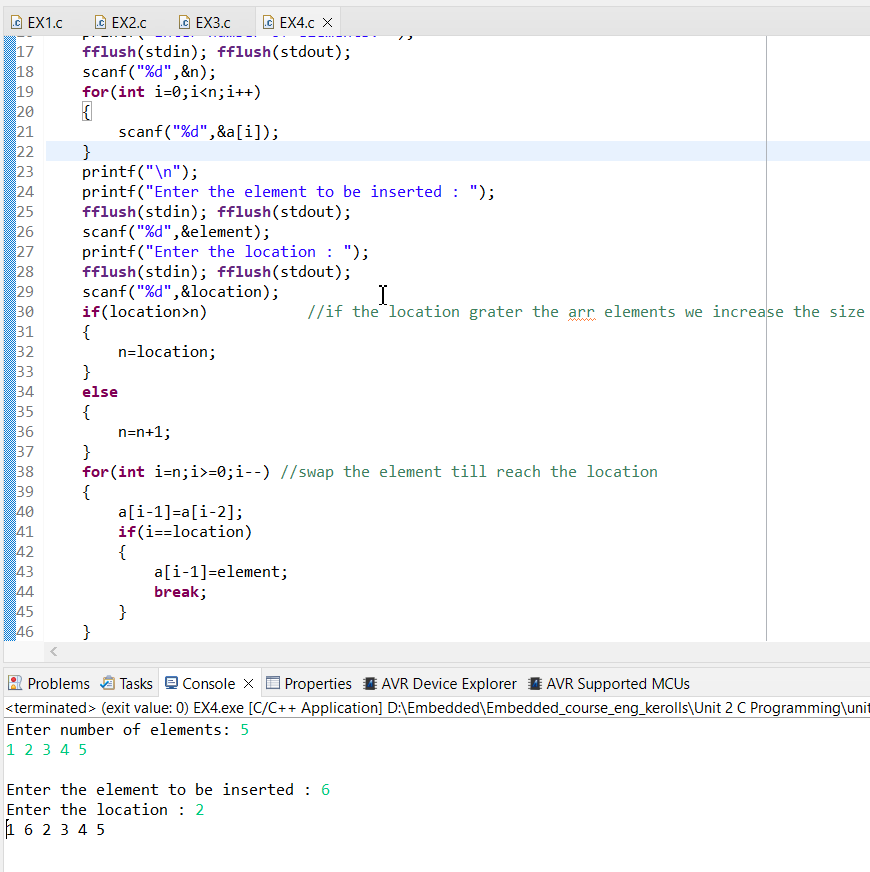 EX1.c EX2.c EX3.c EX4.c
17 fflush(stdin); fflush(stdout);
18 scanf("%d",&n);
19 for(int i=0;i<n;i++)
20 {
21 scanf("%d",&a[i]);
22 }
23 printf("\n");
24 printf("Enter the element to be inserted : ");
25 fflush(stdin); fflush(stdout);
26 scanf("%d",&element);
27 printf("Enter the location : ");
28 fflush(stdin); fflush(stdout);
29 scanf("%d",&location);
30 if(location>n) //if the location grater the arr elements we increase the size
31 {
32 n=location;
33 }
34 else
35 {
36 n=n+1;
37 }
38 for(int i=n;i>=0;i--) //swap the element till reach the location
39 {
40 a[i-1]=a[i-2];
41 if(i==location)
42 {
43 a[i-1]=element;
44 break;
45 }
46 }
Problems Tasks Console Properties AVR Device Explorer AVR Supported MCUs
<terminated> (exit value: 0) EX4.exe [C/C++ Application] D:\Embedded\Embedded_course_eng_kerolls\Unit 2 C Programming\unit
Enter number of elements: 5
1 2 3 4 5
Enter the element to be inserted : 6
Enter the location : 2
1 6 2 3 4 5